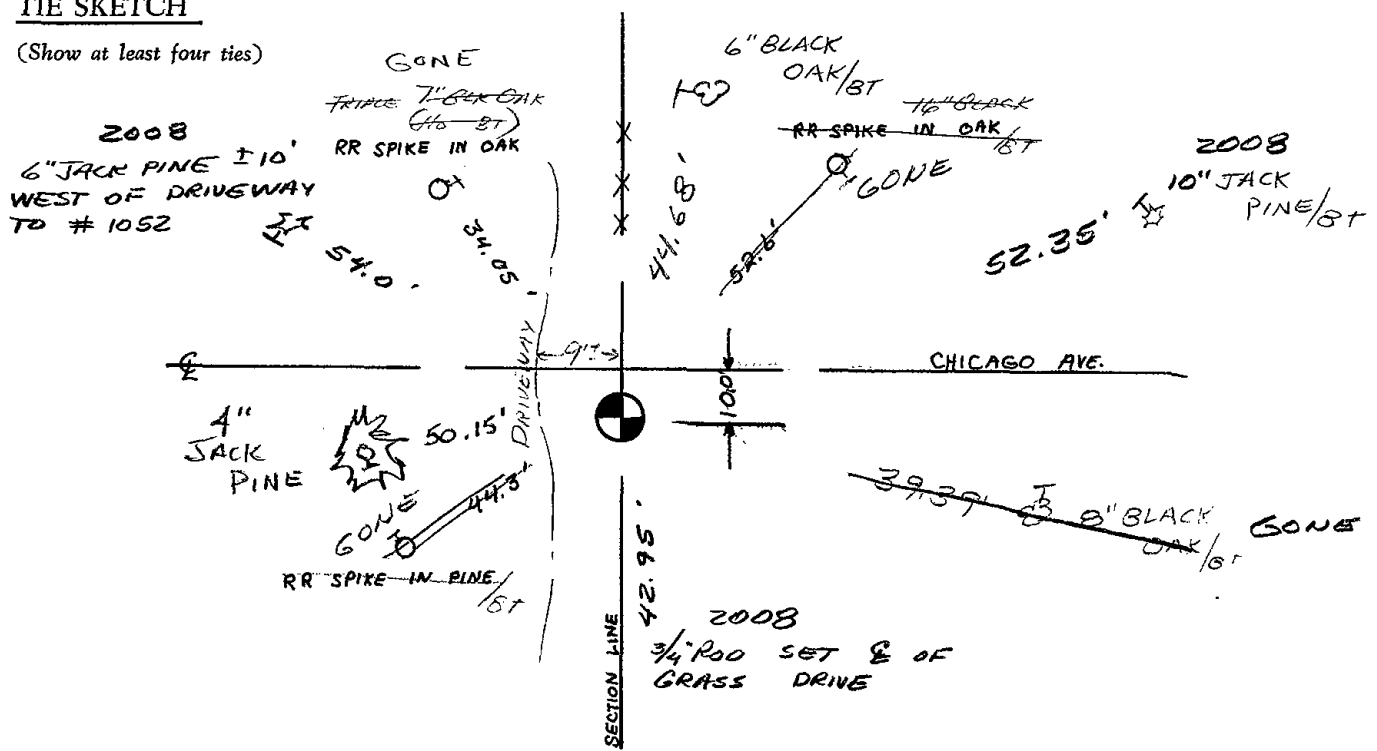 TIE SKETCH
(Show at least four ties)
GONE
TRIPLE 7" BLK OAK
(No BT)
RR SPIKE IN OAK
34.05'
2008
6" JACK PINE ± 10'
WEST OF DRIVEWAY
TO # 1052
54.0'
6" BLACK
OAK/BT
44.68'
16" BLACK
RR SPIKE IN OAK/BT
GONE
52.6'
2008
10" JACK
PINE/BT
52.35'
DRIVEWAY
9'±
10.0'
CHICAGO AVE.
4"
JACK
PINE
50.15'
GONE
44.3'
RR SPIKE IN PINE/BT
39.39'
8" BLACK
OAK/BT
GONE
SECTION LINE
42.95'
2008
3/4" ROD SET ℄ OF
GRASS DRIVE